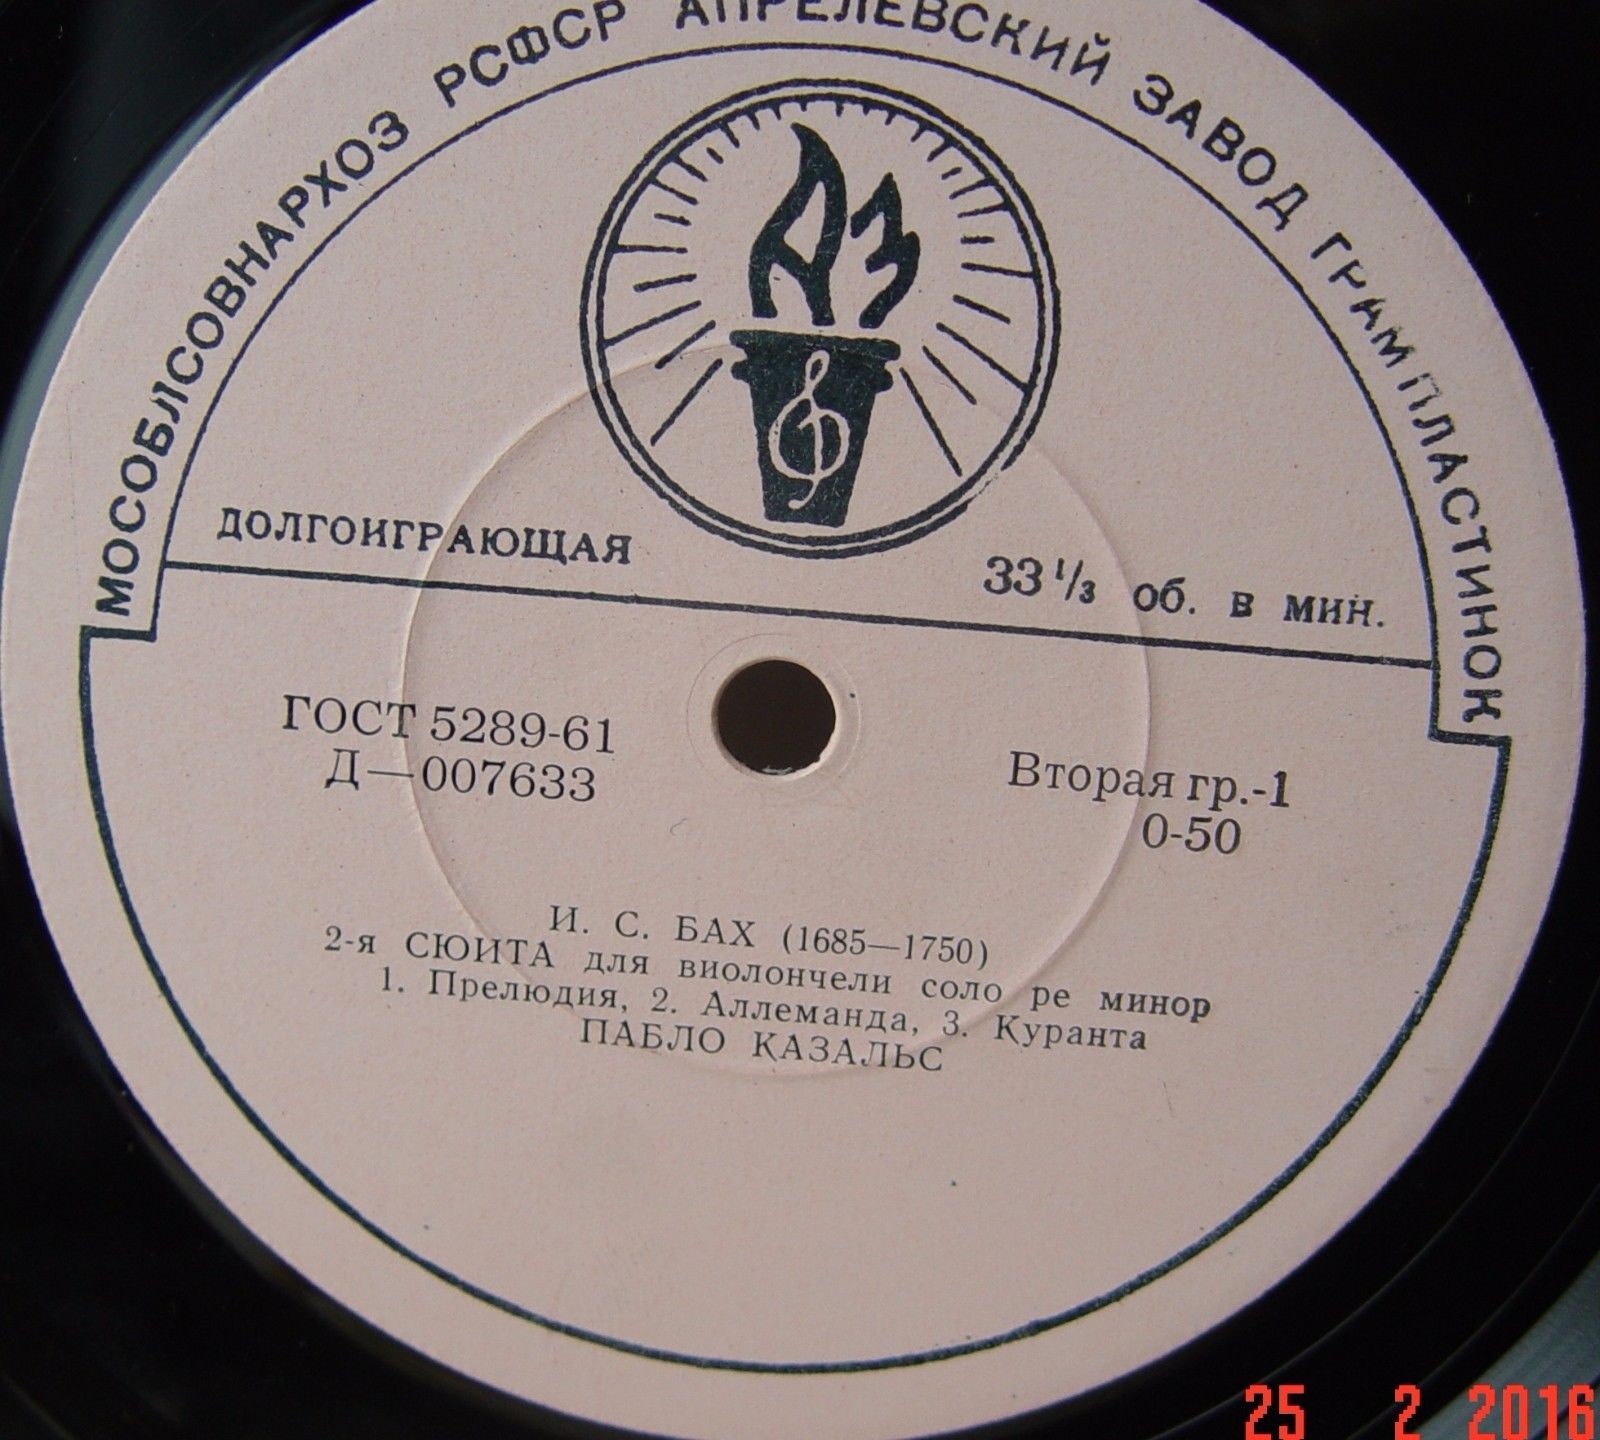 МОСОБЛСОВНАРХОЗ РСФСР АПРЕЛЕВСКИЙ ЗАВОД ГРАМПЛАСТИНОК
АЗ
ДОЛГОИГРАЮЩАЯ
33 1/3 об. в мин.
ГОСТ 5289-61
Д—007633
Вторая гр.-1
0-50
И. С. БАХ (1685—1750)
2-я СЮИТА для виолончели соло ре минор
1. Прелюдия, 2. Аллеманда, 3. Куранта
ПАБЛО КАЗАЛЬС
25 2 2016